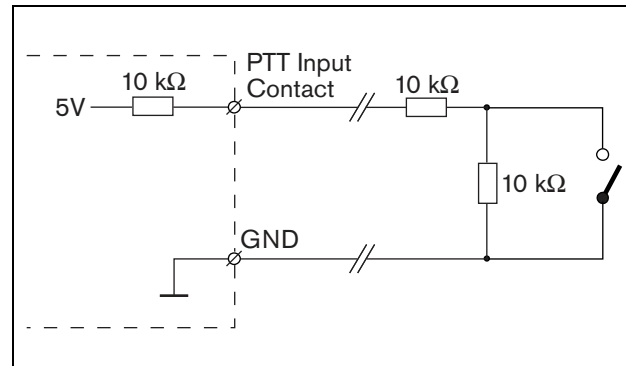 PTT Input
Contact
10 kΩ
10 kΩ
5V
10 kΩ
GND